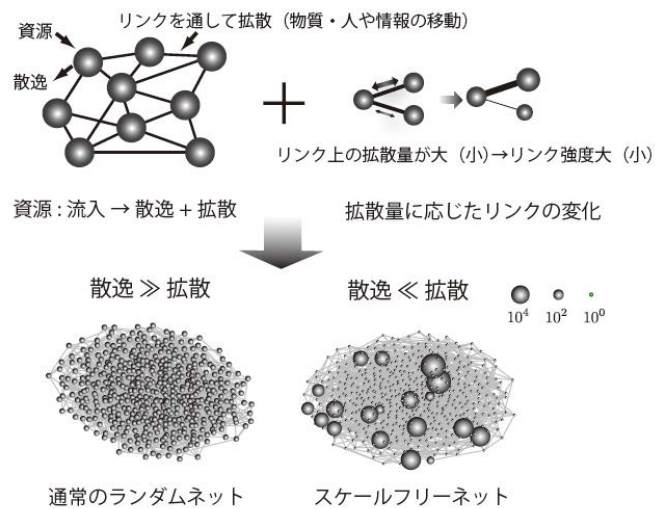 リンクを通して拡散（物質・人や情報の移動）
資源
散逸
リンク上の拡散量が大（小）→リンク強度大（小）
資源 : 流入 → 散逸 + 拡散
拡散量に応じたリンクの変化
散逸 ≫ 拡散
散逸 ≪ 拡散
10⁴ 10² 10⁰
通常のランダムネット
スケールフリーネット